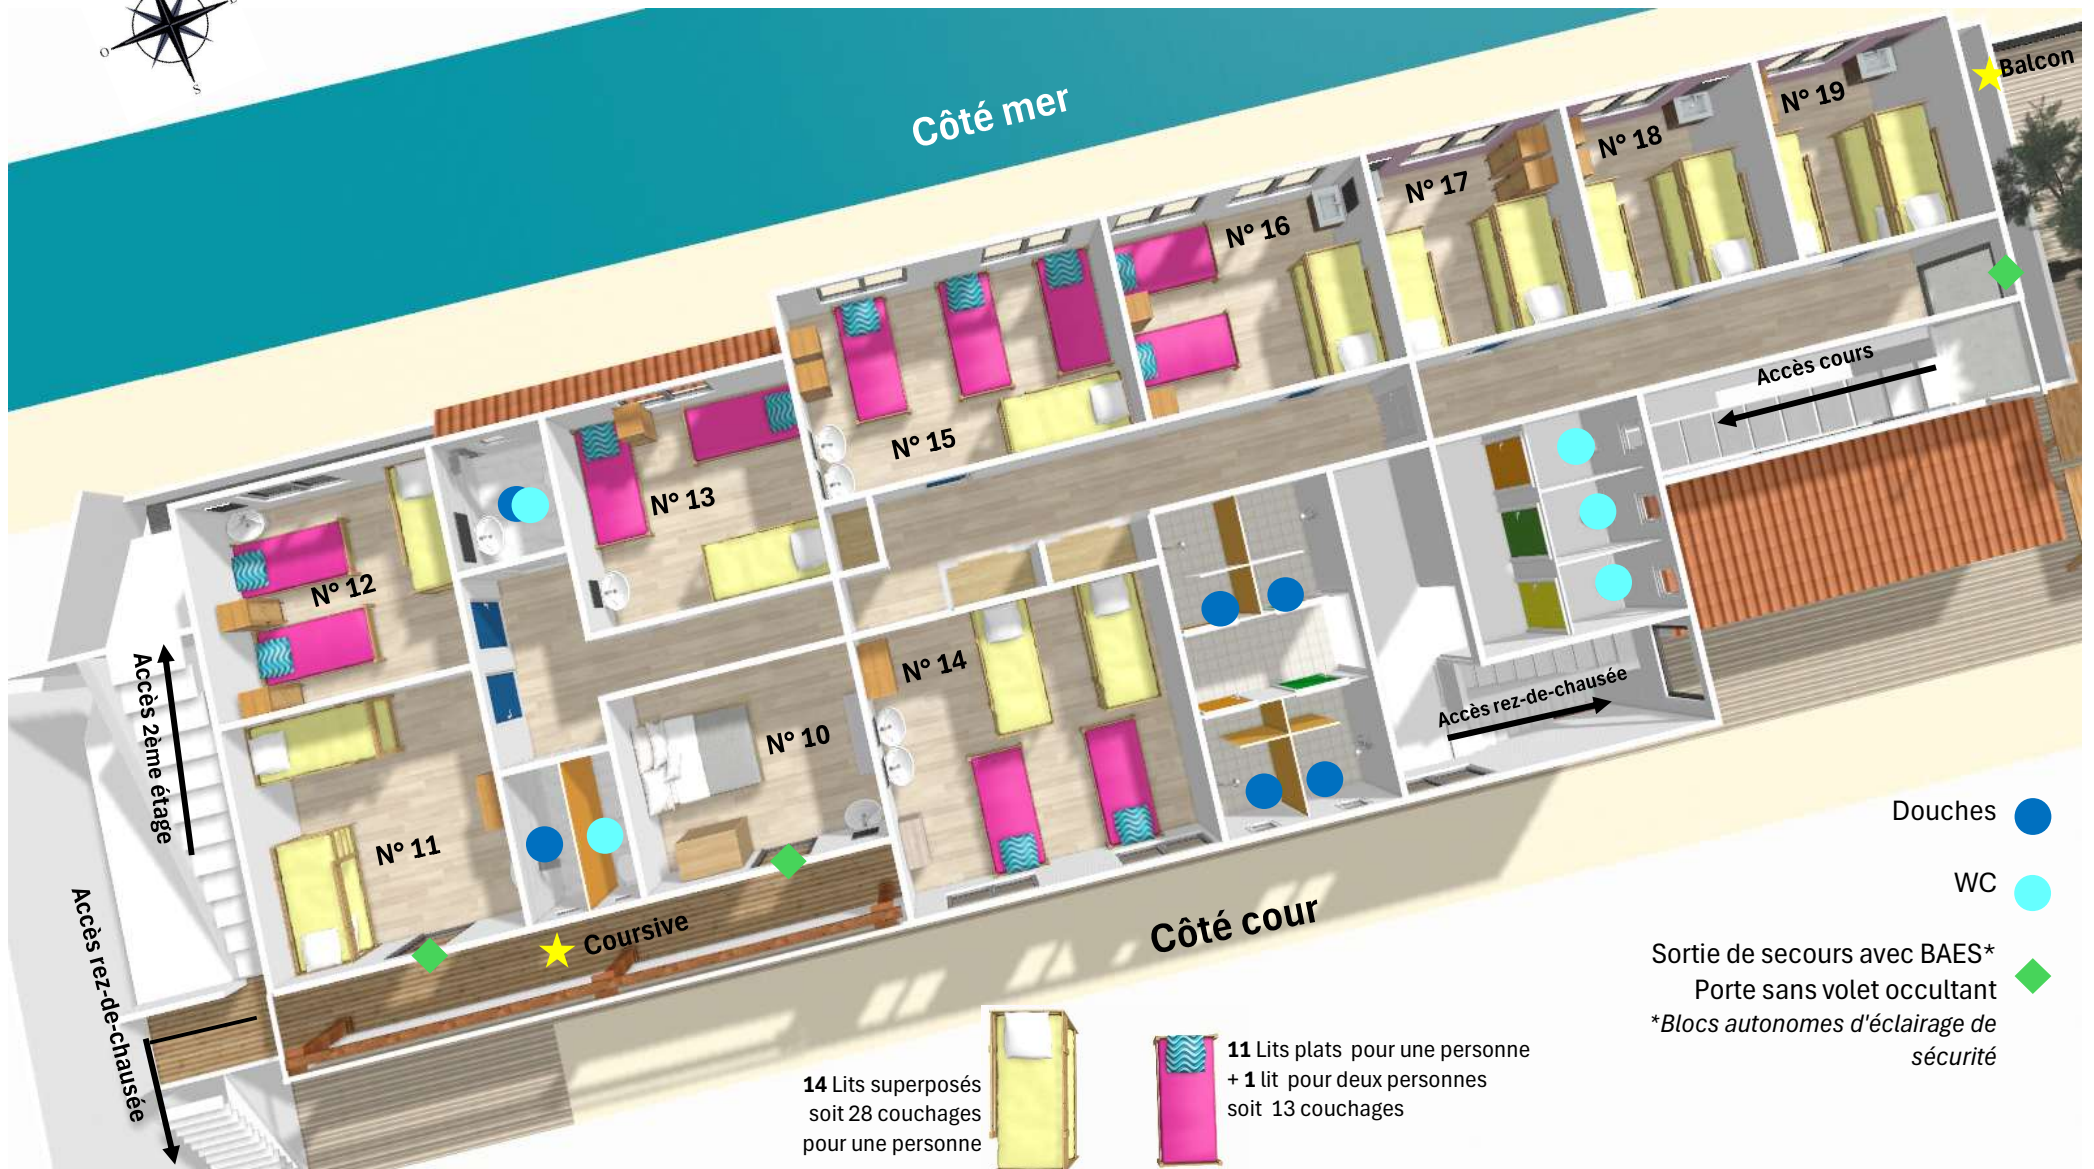 O
S
Côté mer
Balcon
N° 19
N° 18
N° 17
N° 16
N° 15
N° 13
N° 12
N° 14
N° 10
N° 11
Accès cours
Accès rez-de-chausée
Accès 2ème étage
Accès rez-de-chausée
Coursive
Côté cour
Douches
WC
Sortie de secours avec BAES*
Porte sans volet occultant
*Blocs autonomes d'éclairage de
sécurité
14 Lits superposés
soit 28 couchages
pour une personne
11 Lits plats pour une personne
+ 1 lit pour deux personnes
soit 13 couchages